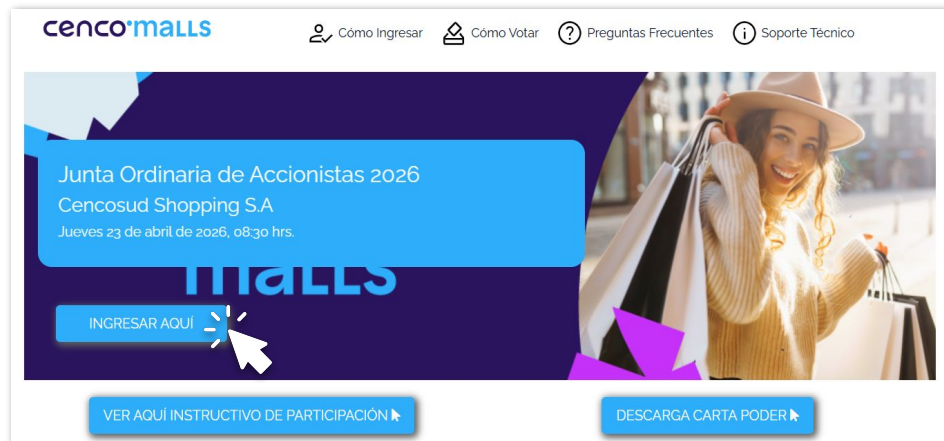 cenco·malls
Cómo Ingresar
Cómo Votar
Preguntas Frecuentes
Soporte Técnico
Junta Ordinaria de Accionistas 2026
Cencosud Shopping S.A
Jueves 23 de abril de 2026, 08:30 hrs.
malls
INGRESAR AQUÍ
VER AQUÍ INSTRUCTIVO DE PARTICIPACIÓN
DESCARGA CARTA PODER